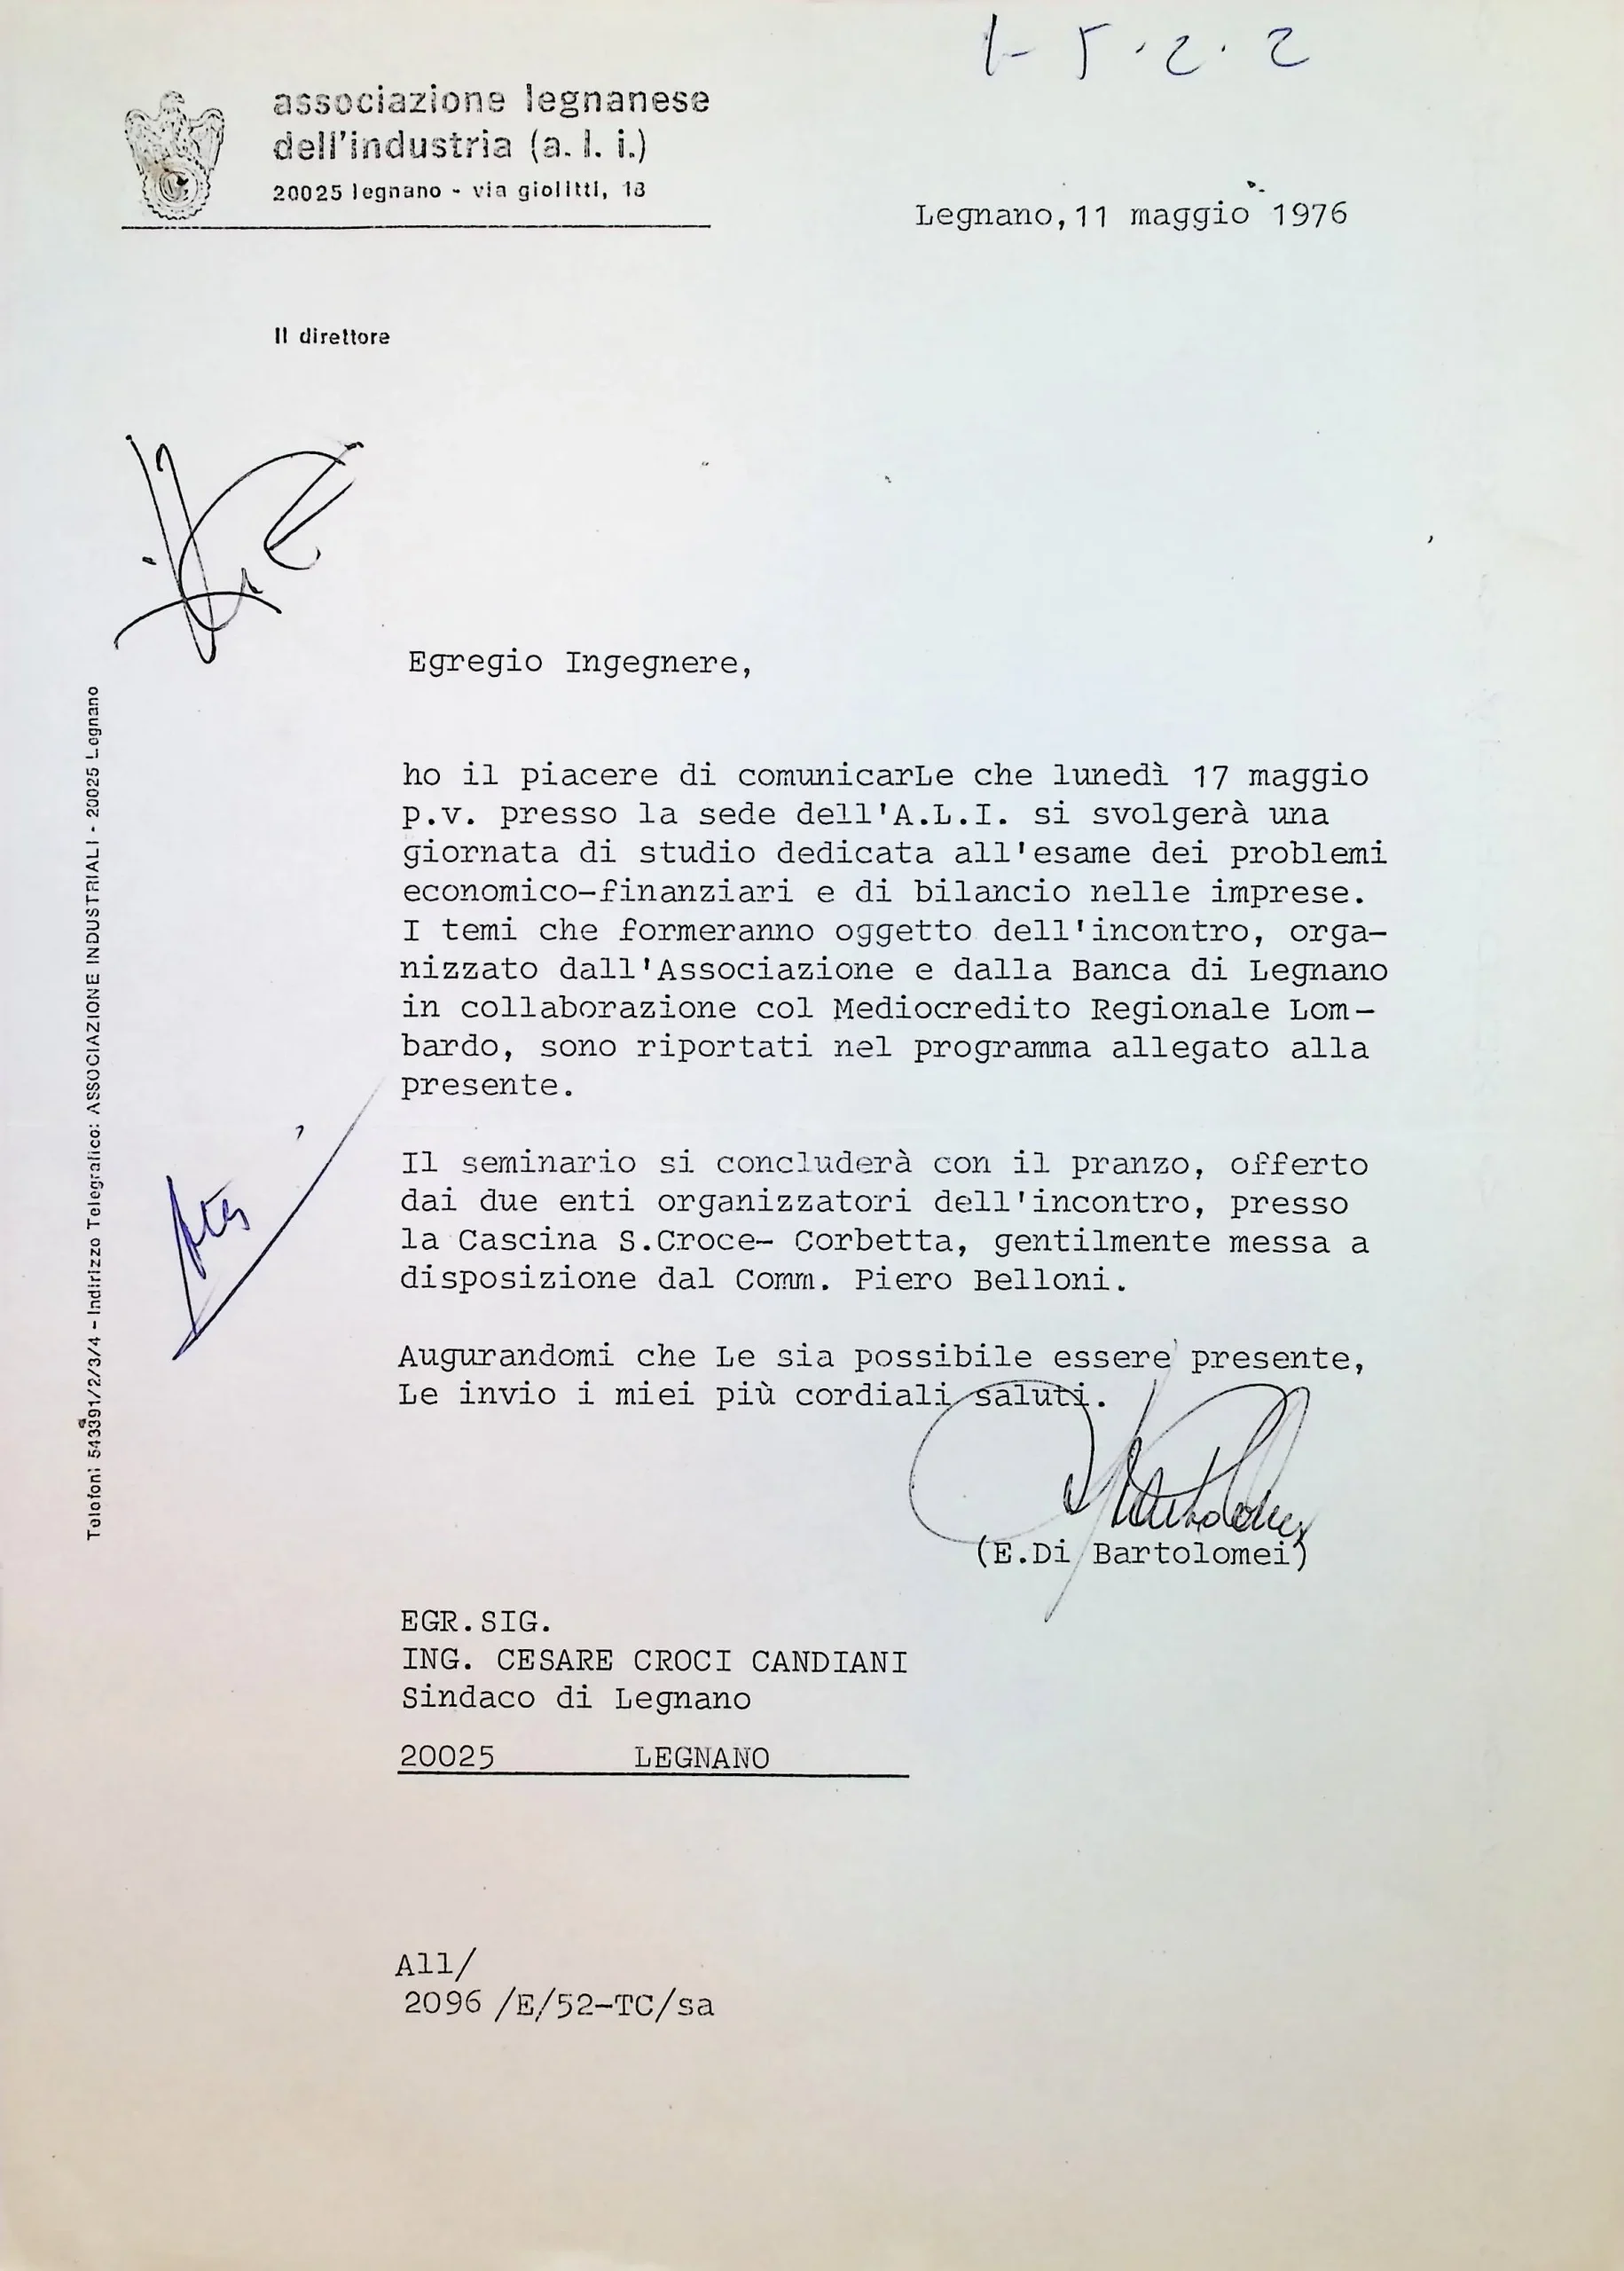 1-5.2.2
associazione legnanese
dell'industria (a. l. i.)
20025 legnano - via giolitti, 13
Legnano, 11 maggio 1976
Il direttore
Egregio Ingegnere,
ho il piacere di comunicarLe che lunedì 17 maggio
p.v. presso la sede dell'A.L.I. si svolgerà una
giornata di studio dedicata all'esame dei problemi
economico-finanziari e di bilancio nelle imprese.
I temi che formeranno oggetto dell'incontro, orga-
nizzato dall'Associazione e dalla Banca di Legnano
in collaborazione col Mediocredito Regionale Lom-
bardo, sono riportati nel programma allegato alla
presente.
Il seminario si concluderà con il pranzo, offerto
dai due enti organizzatori dell'incontro, presso
la Cascina S.Croce- Corbetta, gentilmente messa a
disposizione dal Comm. Piero Belloni.
Augurandomi che Le sia possibile essere presente,
Le invio i miei più cordiali saluti.
(E.Di Bartolomei)
EGR.SIG.
ING. CESARE CROCI CANDIANI
Sindaco di Legnano
20025 LEGNANO
All/
2096 /E/52-TC/sa
Telefoni 543391/2/3/4 - Indirizzo Telegrafico: ASSOCIAZIONE INDUSTRIALI - 20025 Legnano